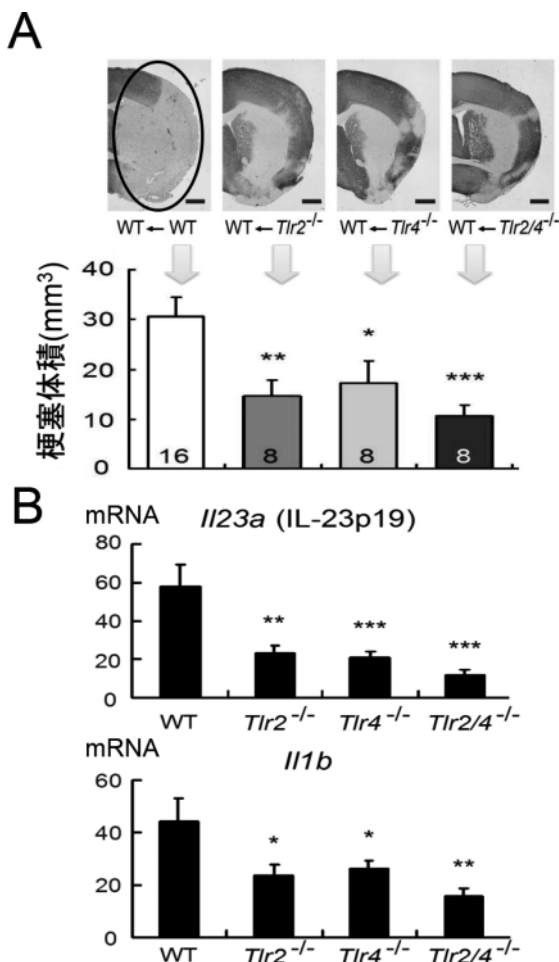 A
WT ← WT WT ← Tlr2-/- WT ← Tlr4-/- WT ← Tlr2/4-/-
梗塞体積(mm³)
40
30
20
10
0
** * ***
16 8 8 8
B
mRNA Il23a (IL-23p19)
80
60
40
20
0
** *** ***
WT Tlr2-/- Tlr4-/- Tlr2/4-/-
mRNA Il1b
60
40
20
0
* * **
WT Tlr2-/- Tlr4-/- Tlr2/4-/-